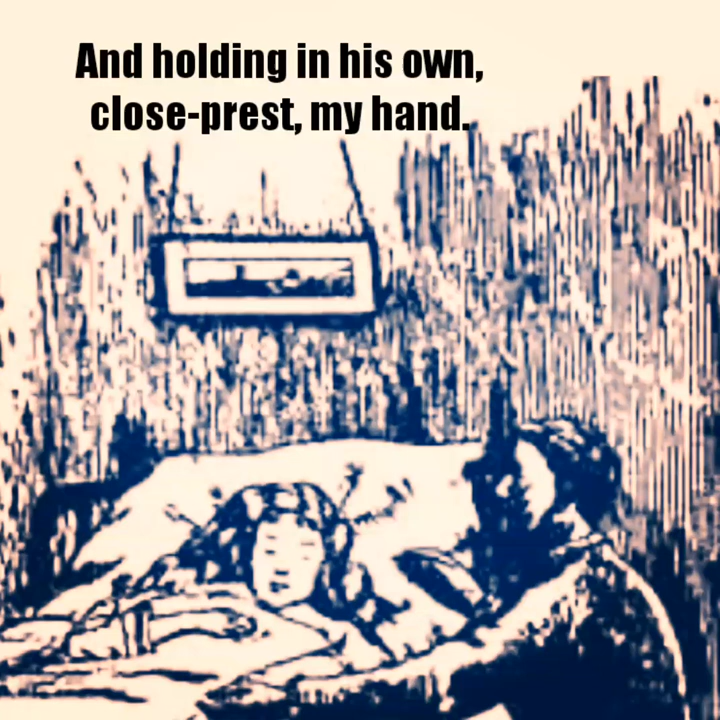 And holding in his own,
close-prest, my hand.